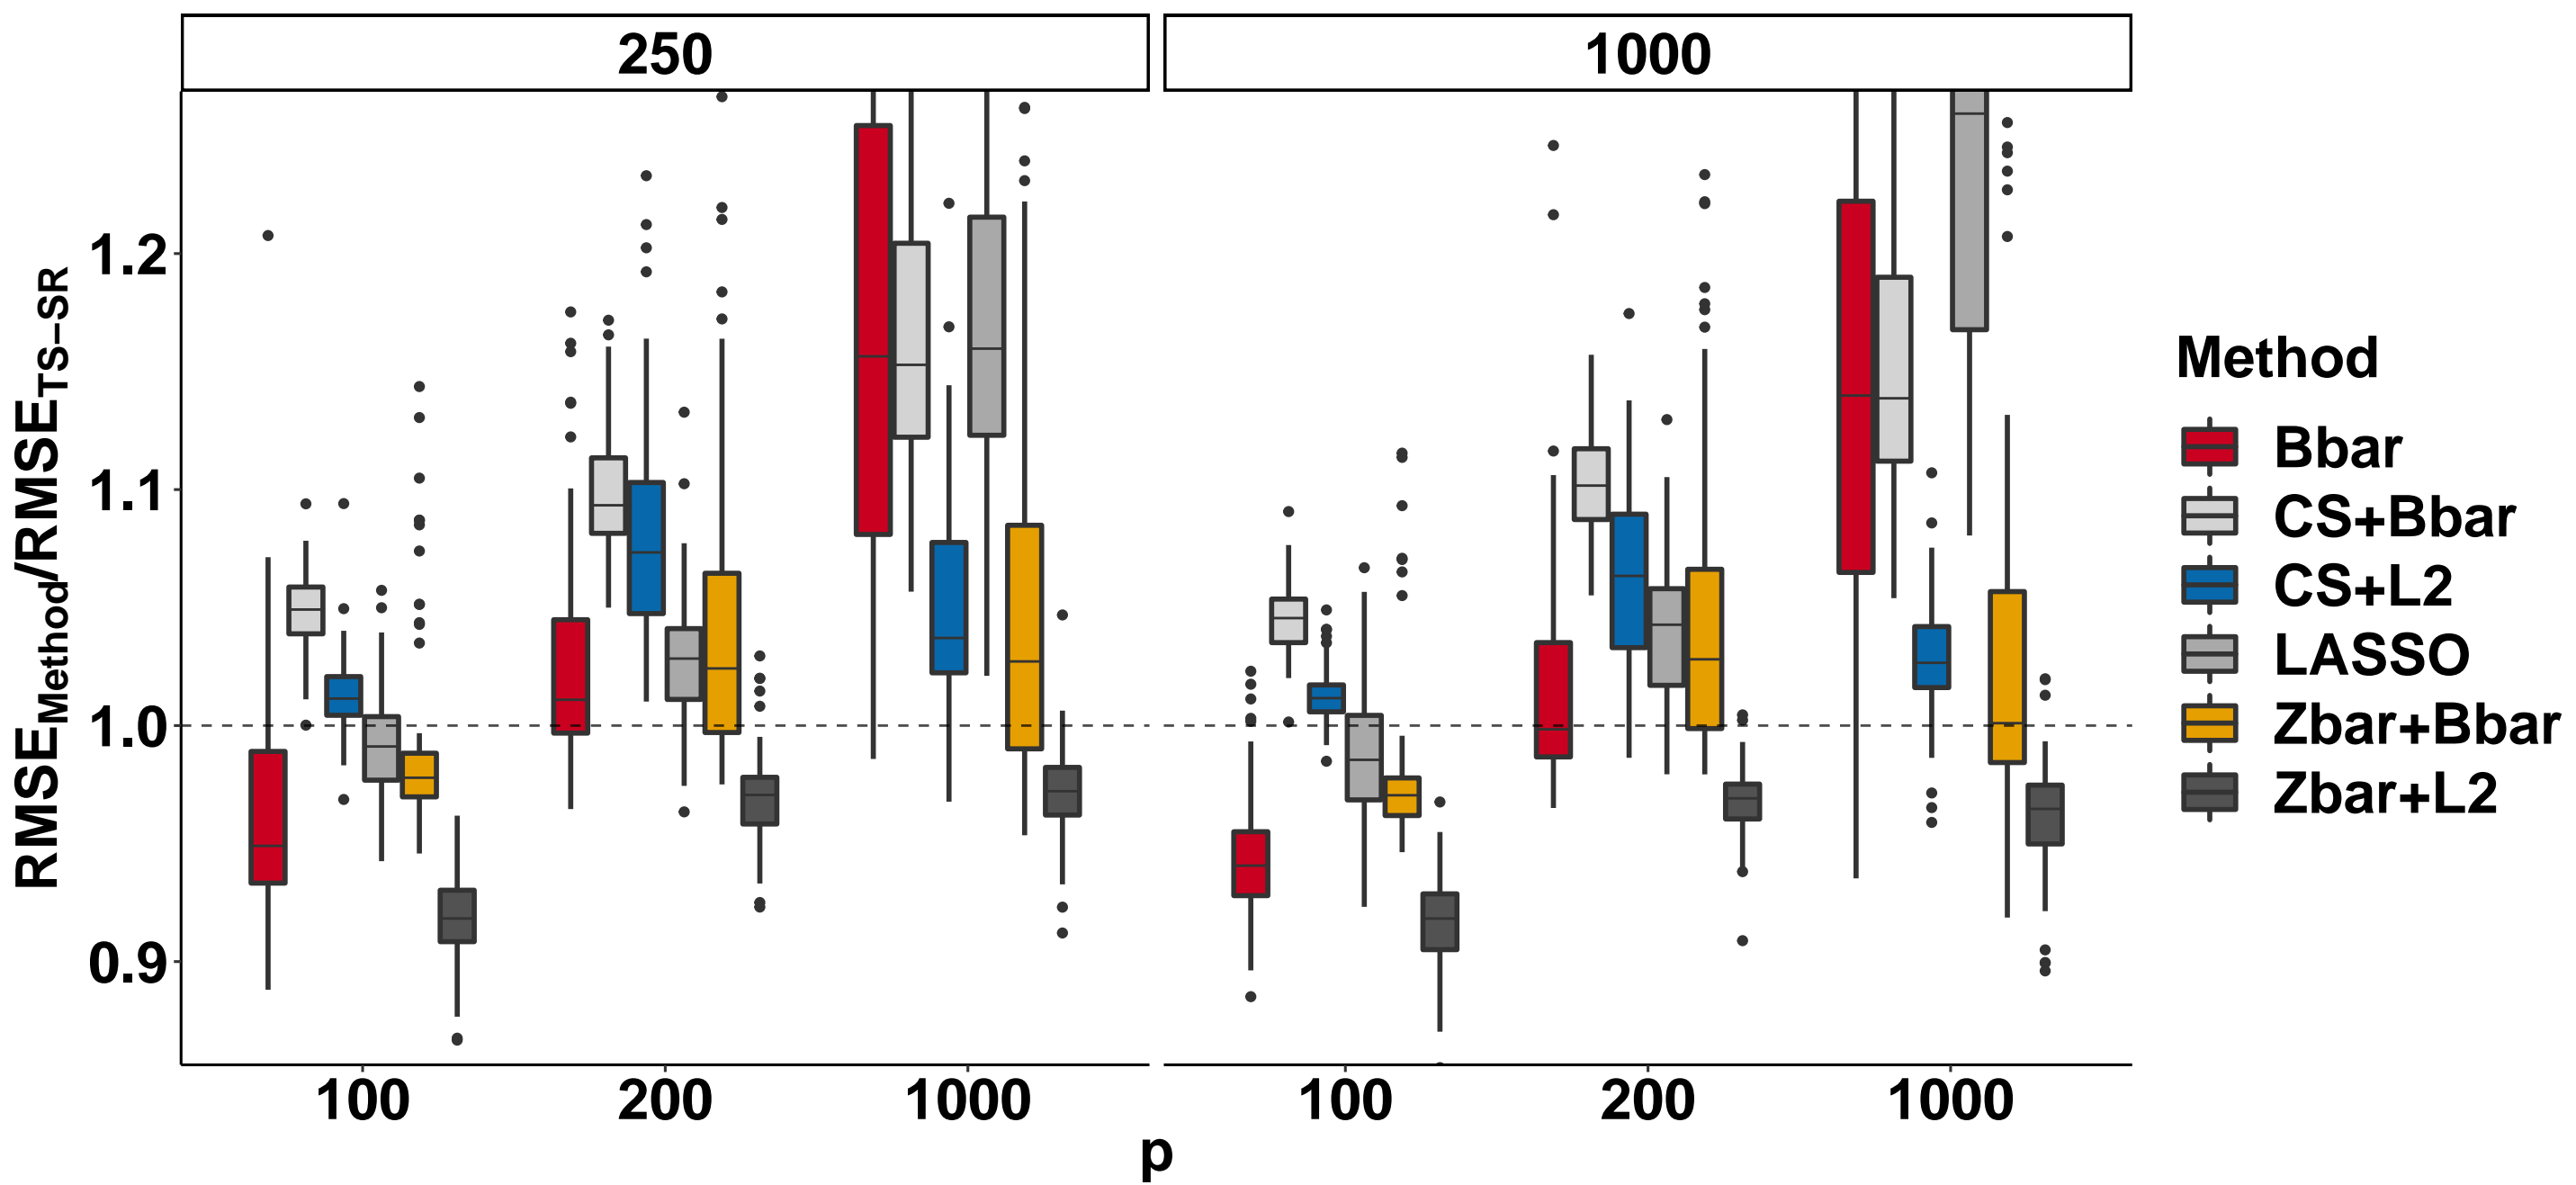 250
1000
1.2
1.1
1.0
0.9
RMSEMethod/RMSETS−SR
100
200
1000
100
200
1000
p
Method
Bbar
CS+Bbar
CS+L2
LASSO
Zbar+Bbar
Zbar+L2